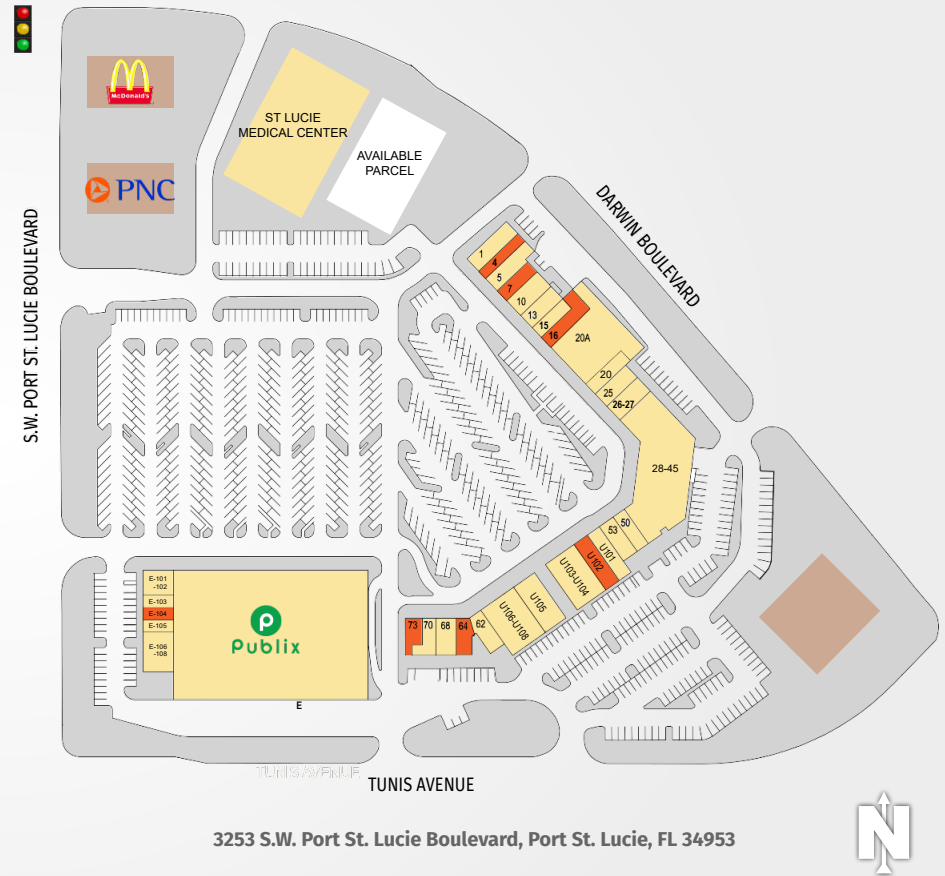 McDonald's
PNC
ST LUCIE
MEDICAL CENTER
AVAILABLE
PARCEL
S.W. PORT ST. LUCIE BOULEVARD
DARWIN BOULEVARD
1
4
5
7
10
13
15
16
20A
20
25
26-27
28-45
50
53
U101
U102
U103-U104
U105
U106-U108
62
64
68
70
73
E-101
-102
E-103
E-104
E-105
E-106
-108
Publix
E
TUNIS AVENUE
TUNIS AVENUE
3253 S.W. Port St. Lucie Boulevard, Port St. Lucie, FL 34953
N